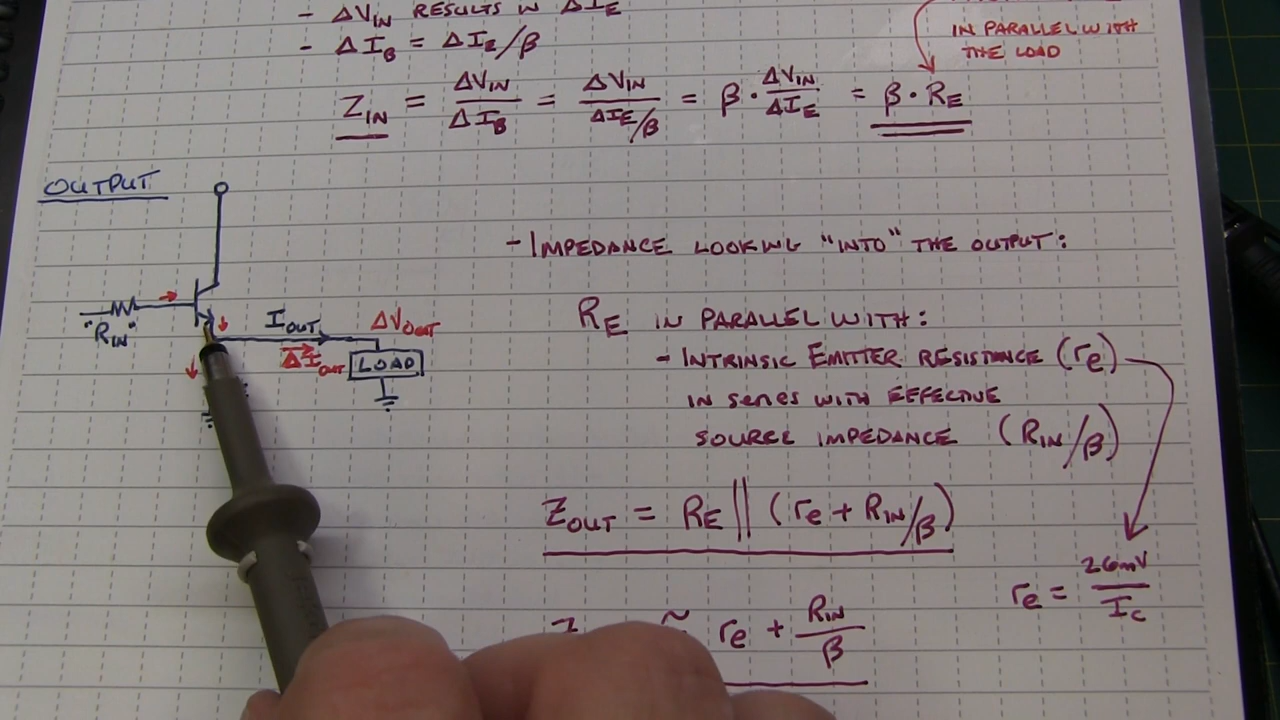 - ΔVIN RESULTS IN ΔIE
- ΔIB = ΔIE/β
IN PARALLEL WITH
THE LOAD
ZIN = ΔVIN/ΔIB = ΔVIN/(ΔIE/β) = β · ΔVIN/ΔIE = β · RE
OUTPUT
- IMPEDANCE LOOKING "INTO" THE OUTPUT:
"RIN"
IOUT
ΔVOUT
ΔIOUT
LOAD
RE IN PARALLEL WITH:
- INTRINSIC EMITTER RESISTANCE (re)
IN SERIES WITH EFFECTIVE
SOURCE IMPEDANCE (RIN/β)
ZOUT = RE || (re + RIN/β)
re = 26mV/IC
≈ re + RIN/β